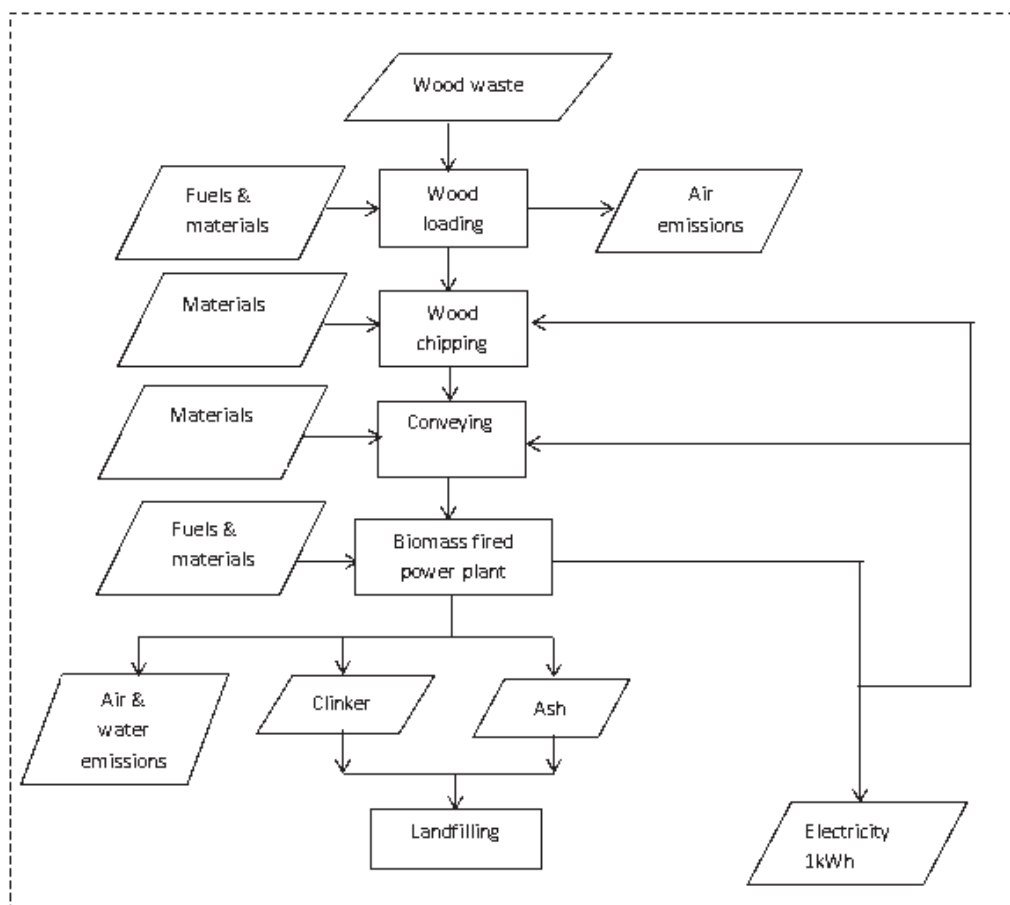 Wood waste
Fuels &
materials
Wood
loading
Air
emissions
Materials
Wood
chipping
Materials
Conveying
Fuels &
materials
Biomass fired
power plant
Air &
water
emissions
Clinker
Ash
Landfilling
Electricity
1kWh